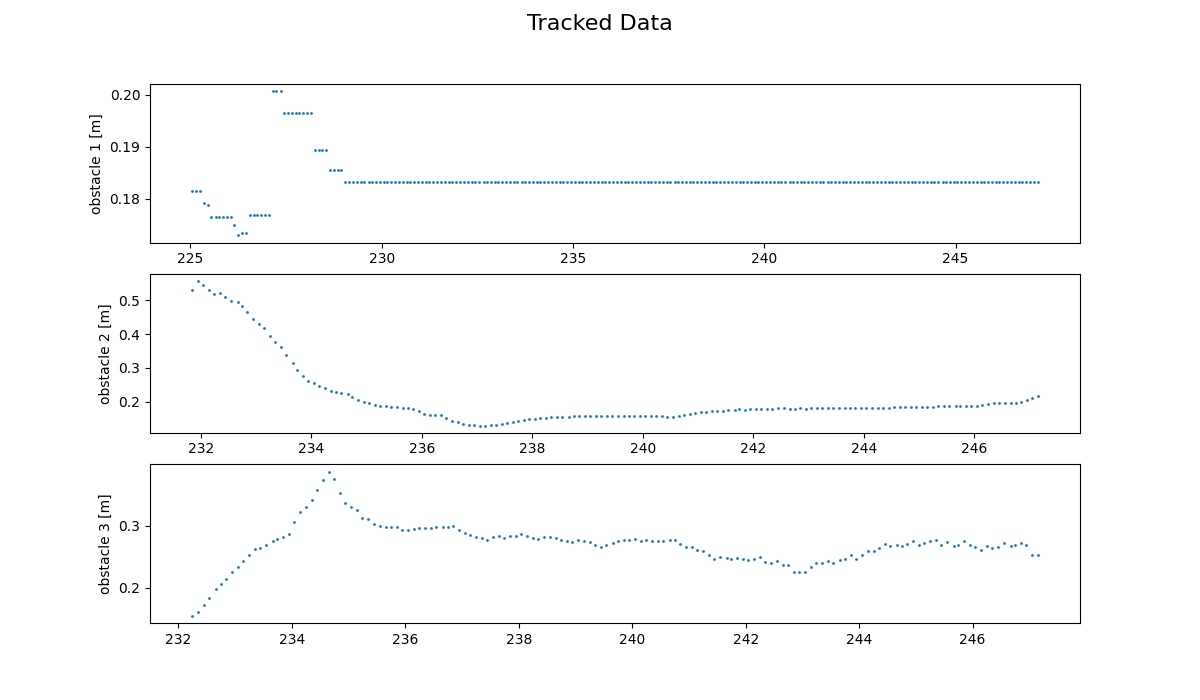 Tracked Data
obstacle 1 [m]
0.20
0.19
0.18
225 230 235 240 245
obstacle 2 [m]
0.5
0.4
0.3
0.2
232 234 236 238 240 242 244 246
obstacle 3 [m]
0.3
0.2
232 234 236 238 240 242 244 246